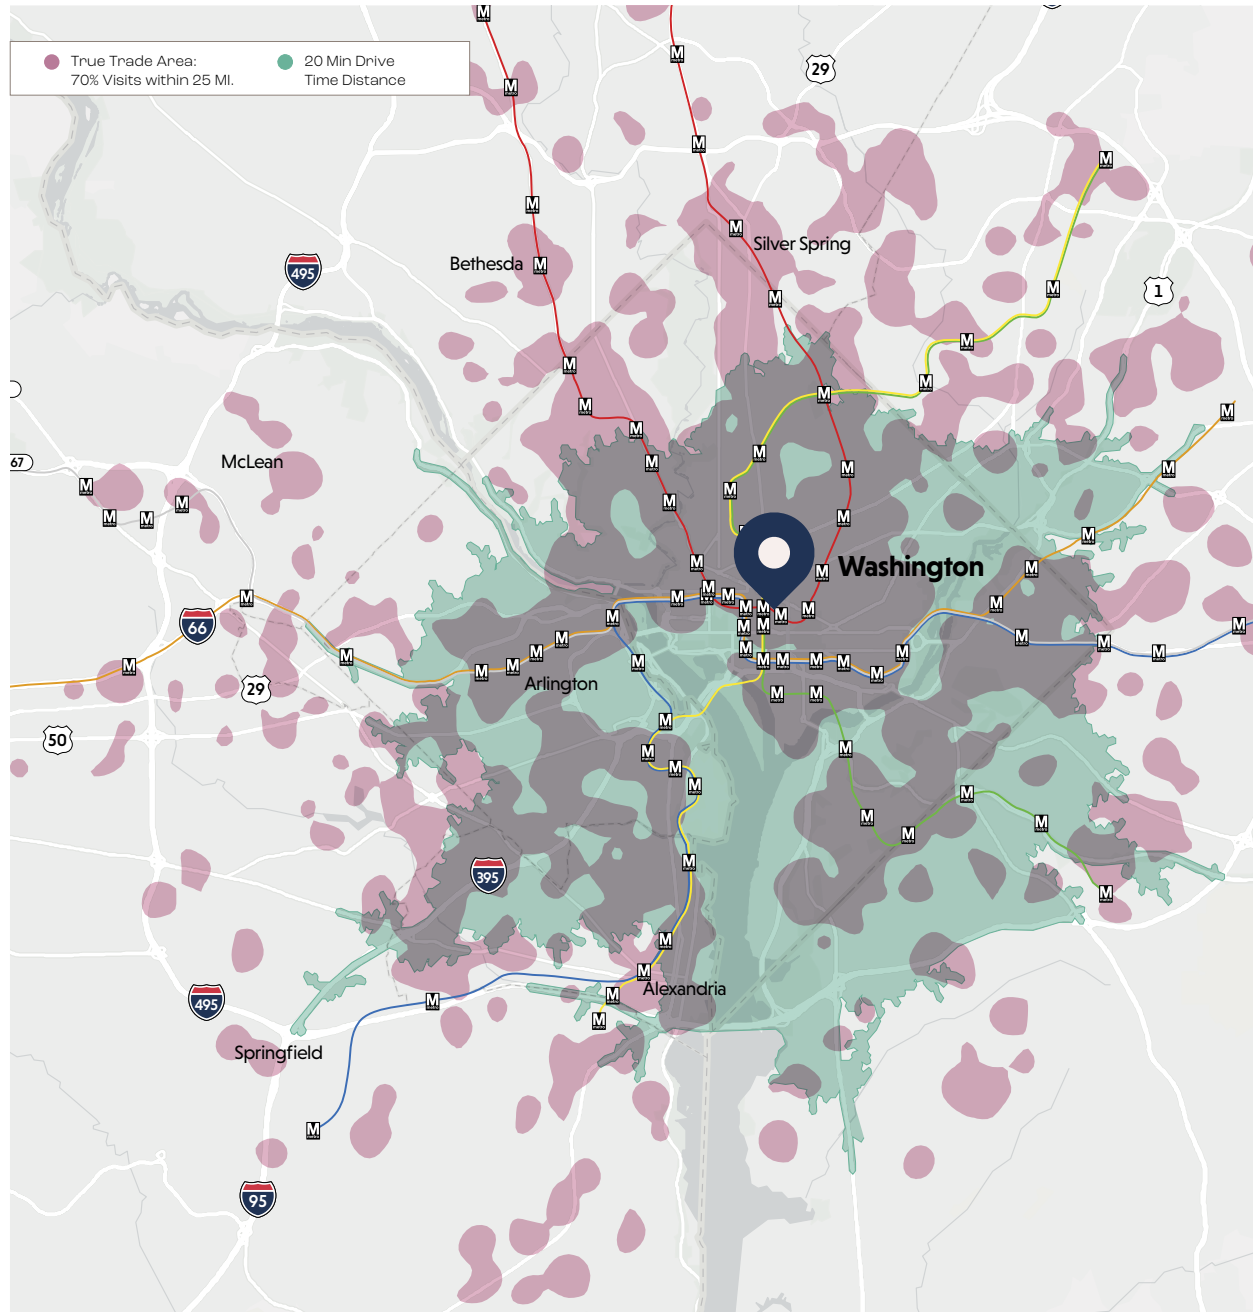 True Trade Area:
70% Visits within 25 MI.
20 Min Drive
Time Distance
29
Silver Spring
Bethesda
495
1
McLean
67
Washington
66
Arlington
29
50
395
Alexandria
495
Springfield
95
M
metro